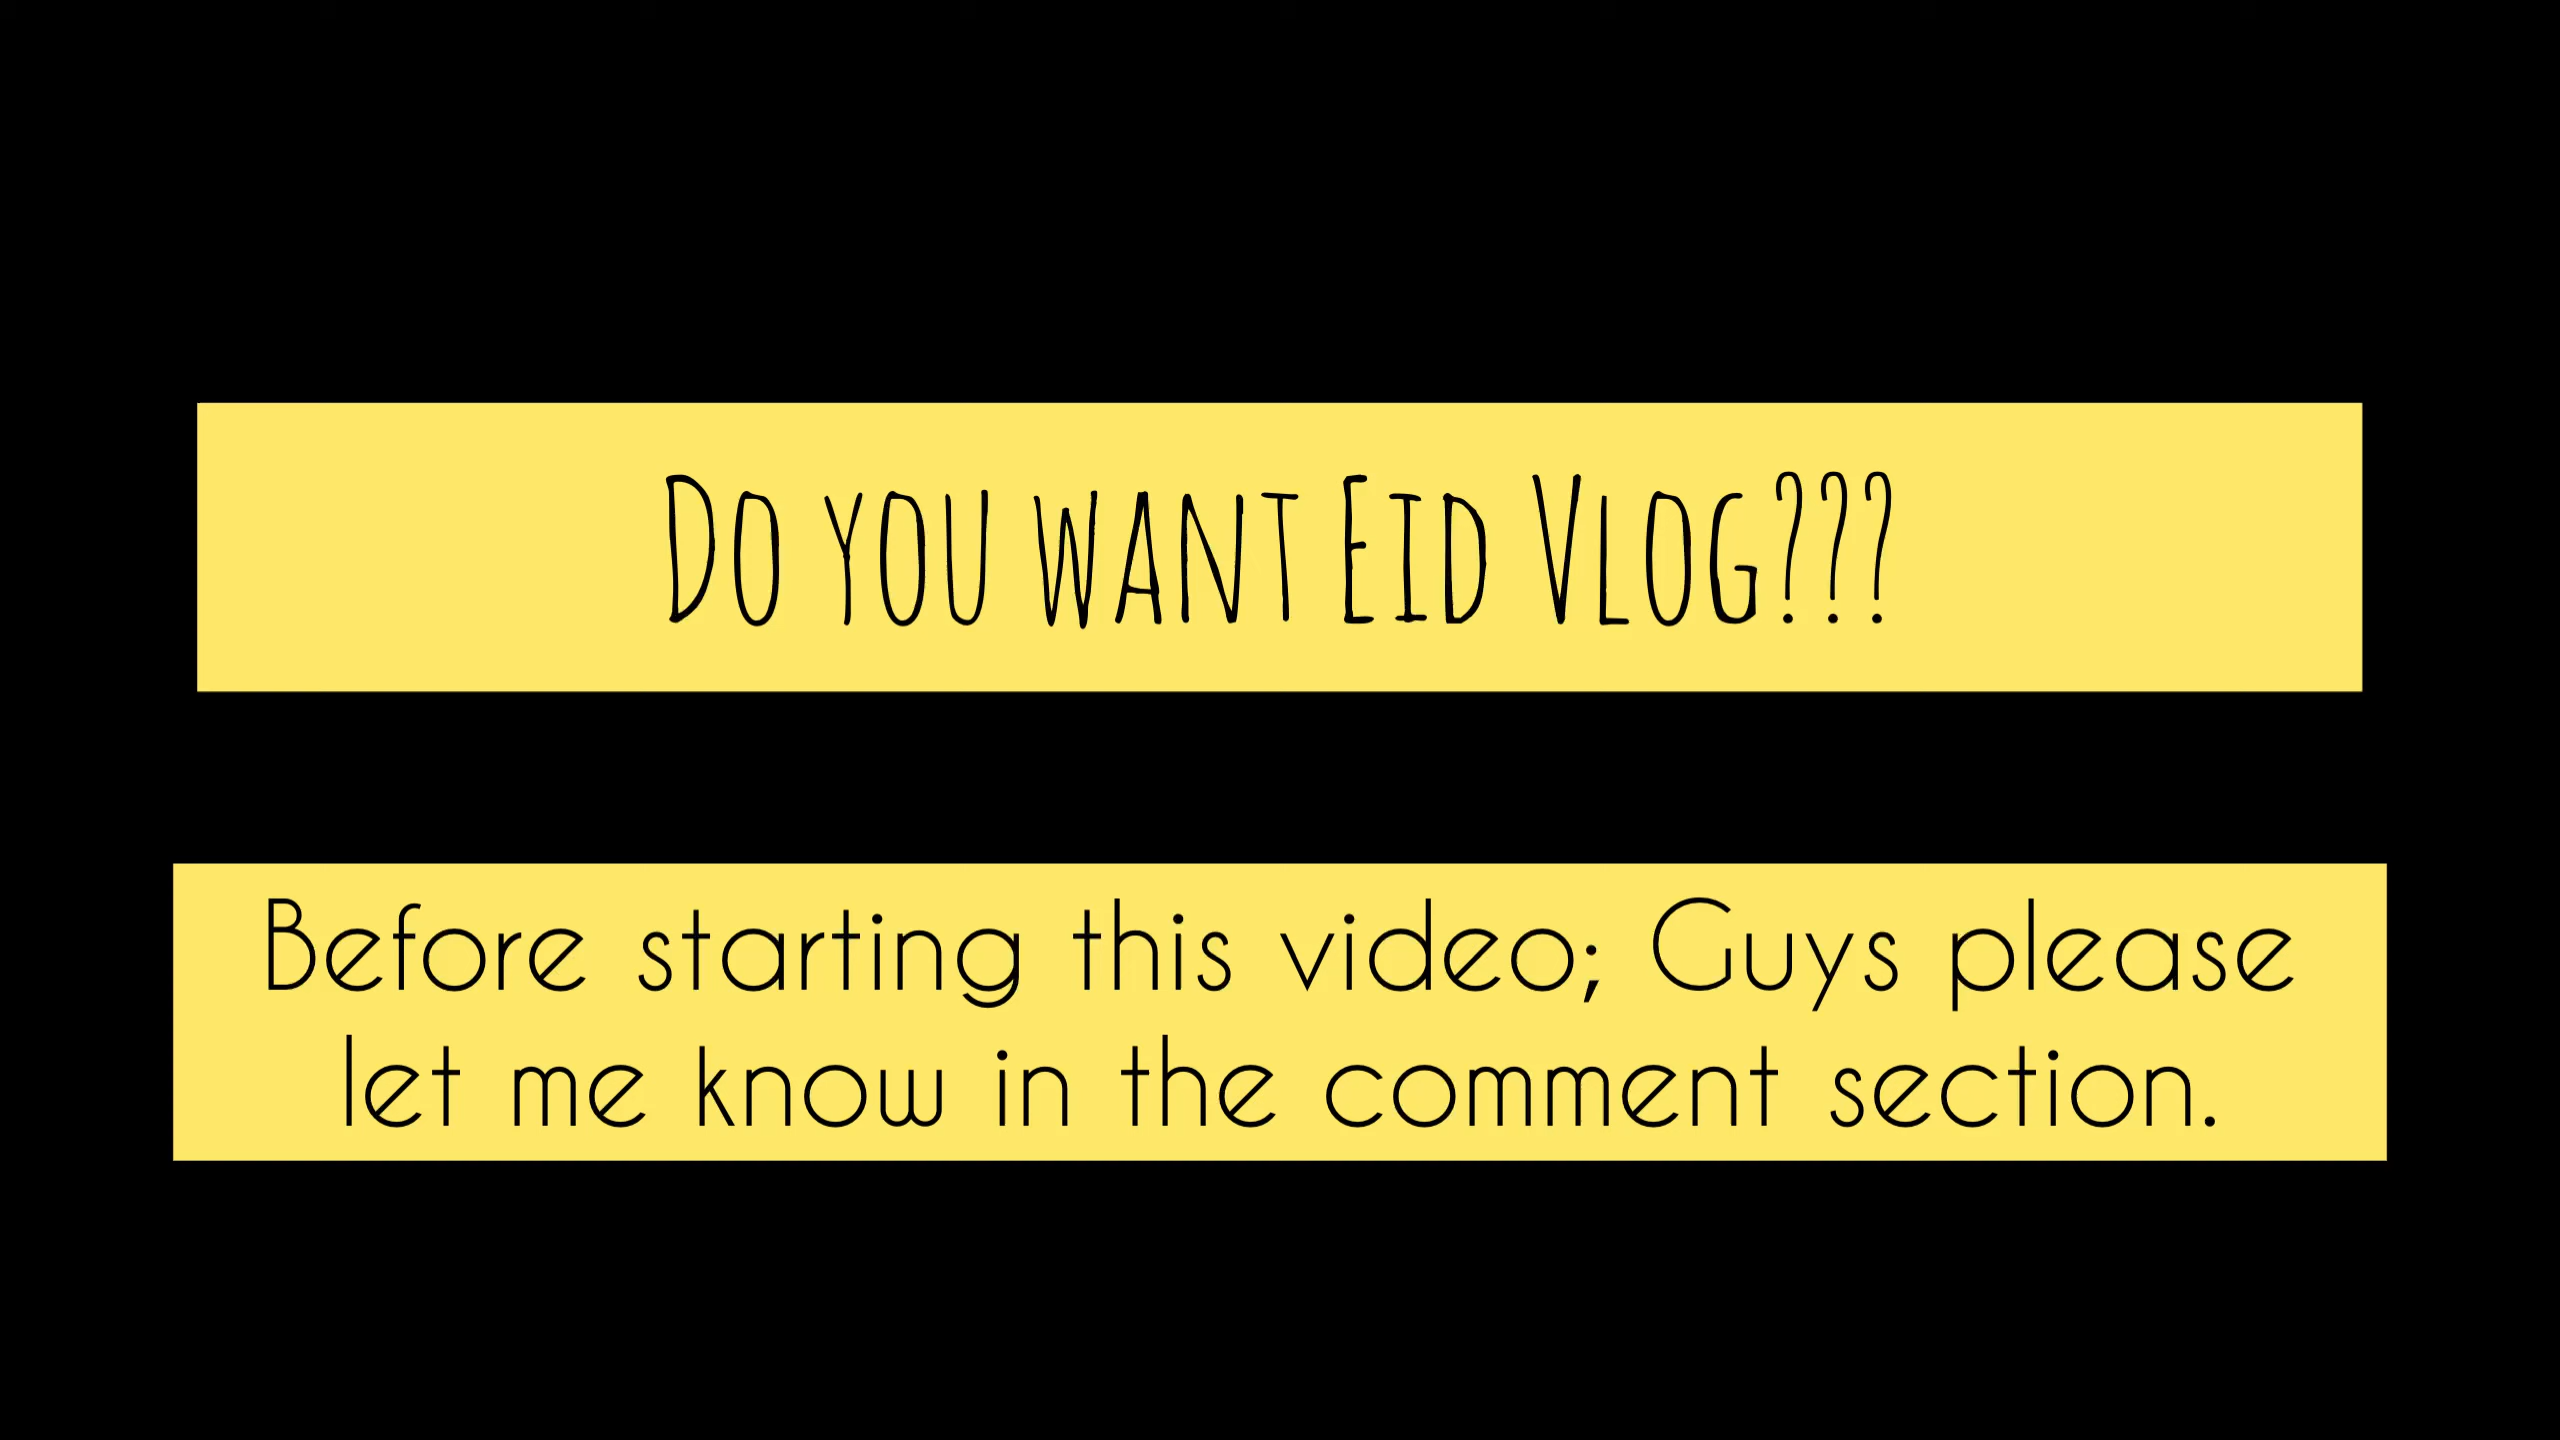 Do you want Eid Vlog???
Before starting this video; Guys please
let me know in the comment section.